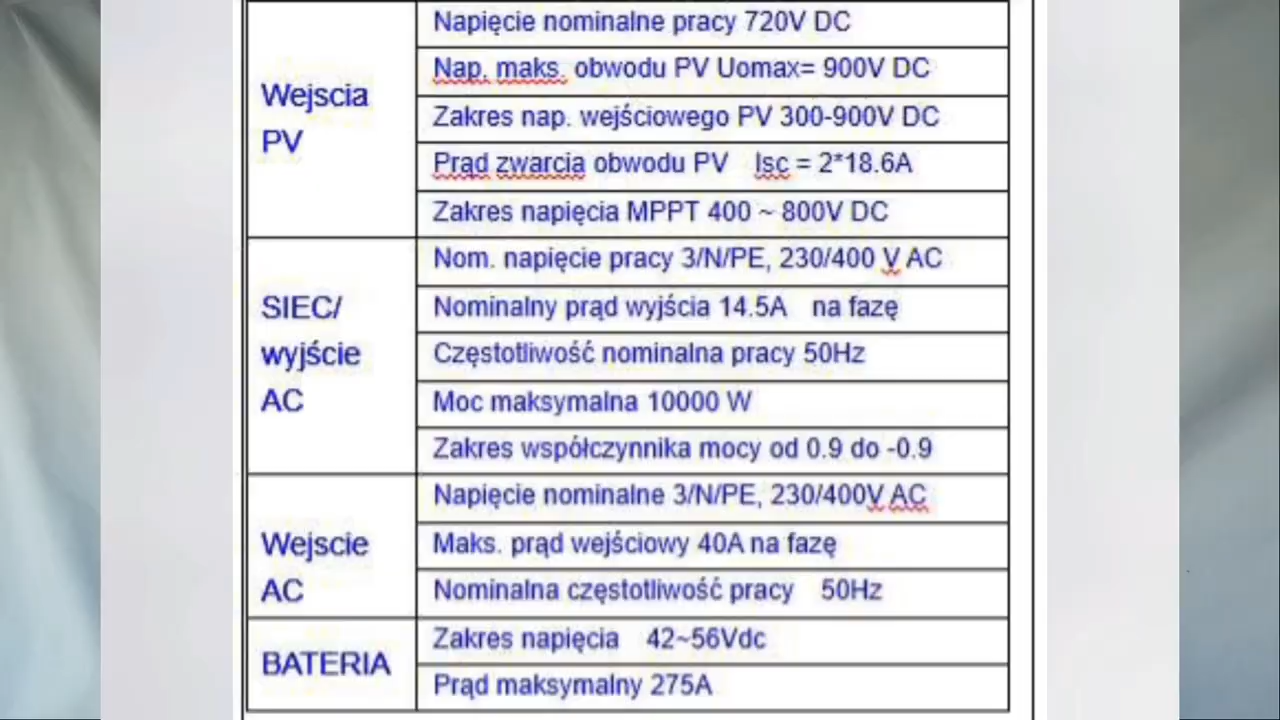 Wejscia
PV
Napięcie nominalne pracy 720V DC
Nap. maks. obwodu PV Uomax= 900V DC
Zakres nap. wejściowego PV 300-900V DC
Prąd zwarcia obwodu PV Isc = 2*18.6A
Zakres napięcia MPPT 400 ~ 800V DC
SIEC/
wyjście
AC
Nom. napięcie pracy 3/N/PE, 230/400 V AC
Nominalny prąd wyjścia 14.5A na fazę
Częstotliwość nominalna pracy 50Hz
Moc maksymalna 10000 W
Zakres współczynnika mocy od 0.9 do -0.9
Wejscie
AC
Napięcie nominalne 3/N/PE, 230/400V AC
Maks. prąd wejściowy 40A na fazę
Nominalna częstotliwość pracy 50Hz
BATERIA
Zakres napięcia 42~56Vdc
Prąd maksymalny 275A